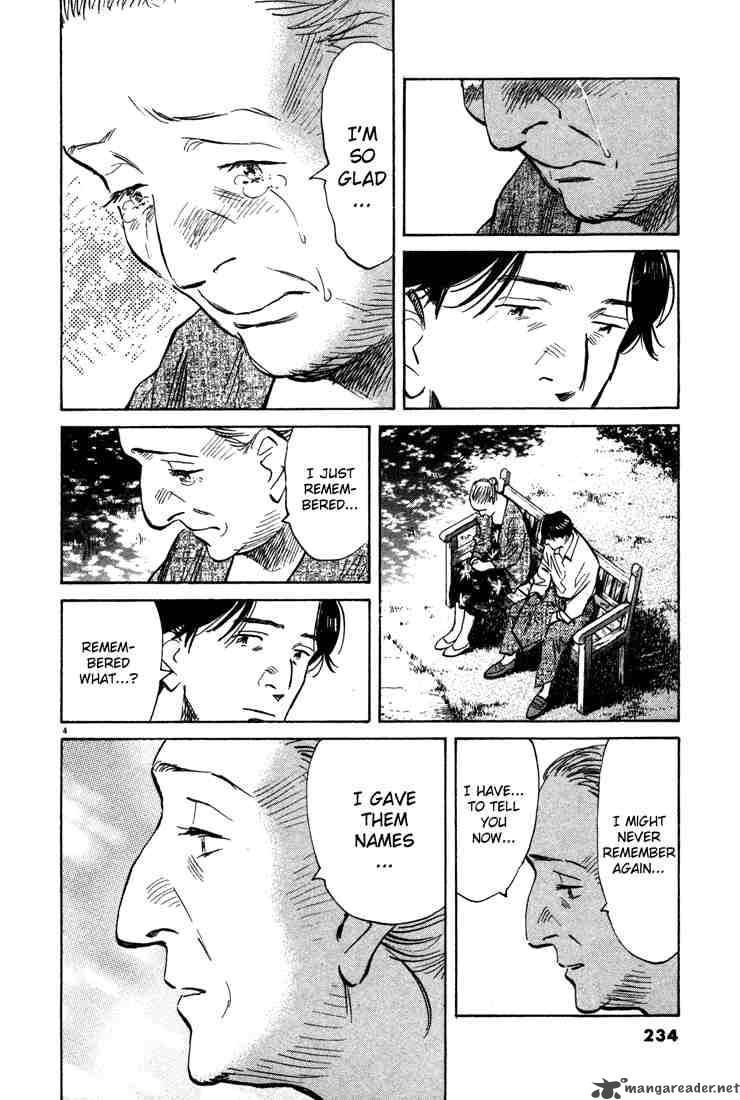 I'M
SO
GLAD
...
I JUST
REMEM-
BERED...
REMEM-
BERED
WHAT...?
I MIGHT
NEVER
REMEMBER
AGAIN...
I HAVE...
TO TELL
YOU
NOW...
I GAVE
THEM
NAMES
...
4
234
mangareader.net